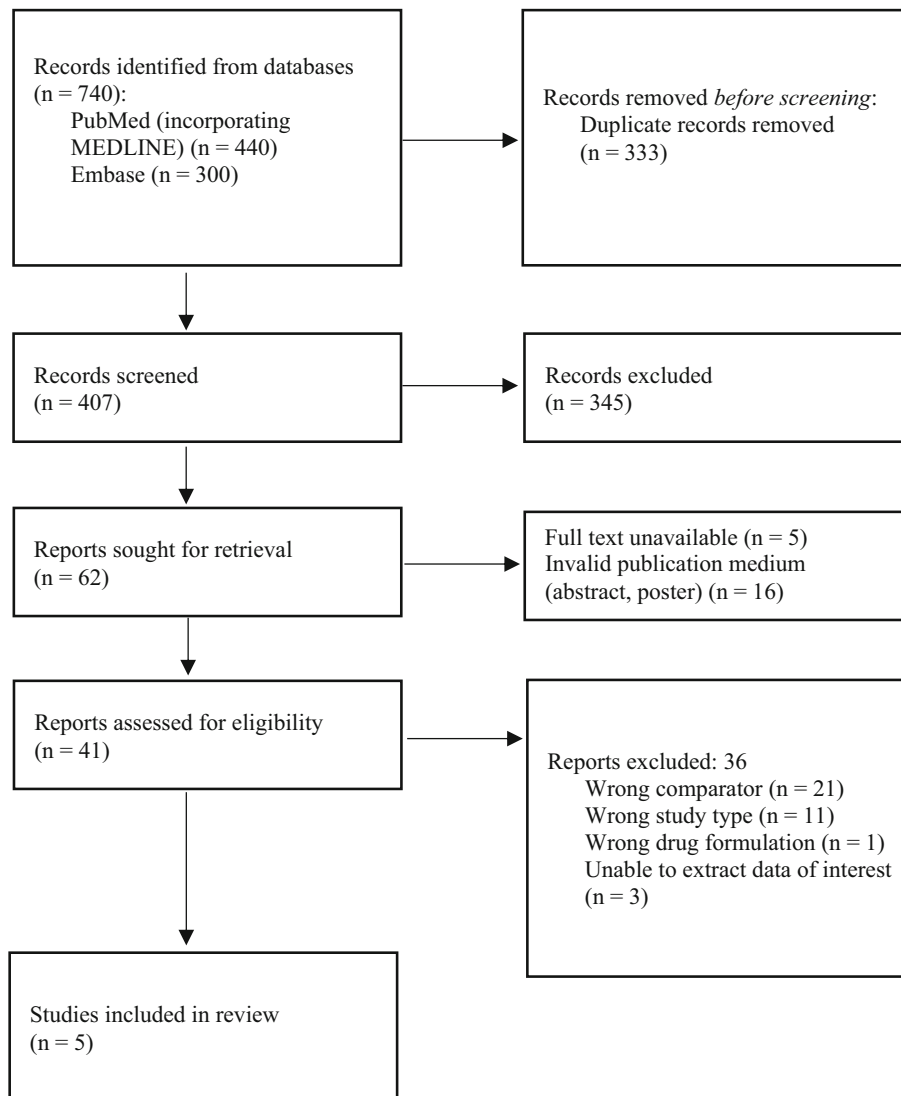 Records identified from databases
(n = 740):
PubMed (incorporating
MEDLINE) (n = 440)
Embase (n = 300)
Records removed before screening:
Duplicate records removed
(n = 333)
Records screened
(n = 407)
Records excluded
(n = 345)
Reports sought for retrieval
(n = 62)
Full text unavailable (n = 5)
Invalid publication medium
(abstract, poster) (n = 16)
Reports assessed for eligibility
(n = 41)
Reports excluded: 36
Wrong comparator (n = 21)
Wrong study type (n = 11)
Wrong drug formulation (n = 1)
Unable to extract data of interest
(n = 3)
Studies included in review
(n = 5)